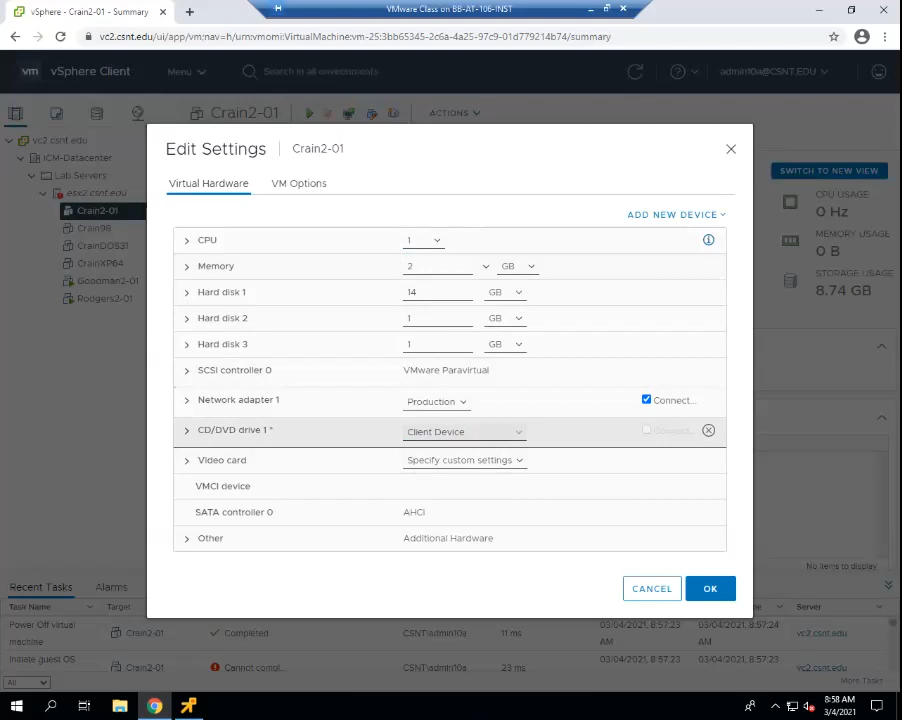 vSphere - Crain2-01 - Summary
VMware Class on BB-AT-106-INST
vc2.csnt.edu/ui/app/vm;nav=h/urn:vmomi:VirtualMachine:vm-25:3bb65345-2c6a-4a25-97c9-01d779214b74/summary
vm vSphere Client Menu Search in all environments admin10a@CSNT.EDU
Crain2-01 ACTIONS
vc2.csnt.edu
ICM-Datacenter
Lab Servers
esx2.csnt.edu
Crain2-01
Crain98
CrainDOS31
CrainXP64
Goodman2-01
Rodgers2-01
SWITCH TO NEW VIEW
CPU USAGE
0 Hz
MEMORY USAGE
0 B
STORAGE USAGE
8.74 GB
Edit Settings Crain2-01
Virtual Hardware VM Options
ADD NEW DEVICE
CPU 1
Memory 2 GB
Hard disk 1 14 GB
Hard disk 2 1 GB
Hard disk 3 1 GB
SCSI controller 0 VMware Paravirtual
Network adapter 1 Production Connect...
CD/DVD drive 1 * Client Device Connect...
Video card Specify custom settings
VMCI device
SATA controller 0 AHCI
Other Additional Hardware
CANCEL OK
No items to display
Recent Tasks Alarms
Task Name Target Server
Power Off virtual machine Crain2-01 Completed CSNT\admin10a 11 ms 03/04/2021, 8:57:23 AM 03/04/2021, 8:57:24 AM vc2.csnt.edu
Initiate guest OS Crain2-01 Cannot compl... CSNT\admin10a 23 ms 03/04/2021, 8:57:23 03/04/2021, 8:57:23 vc2.csnt.edu
All More Tasks
8:58 AM
3/4/2021